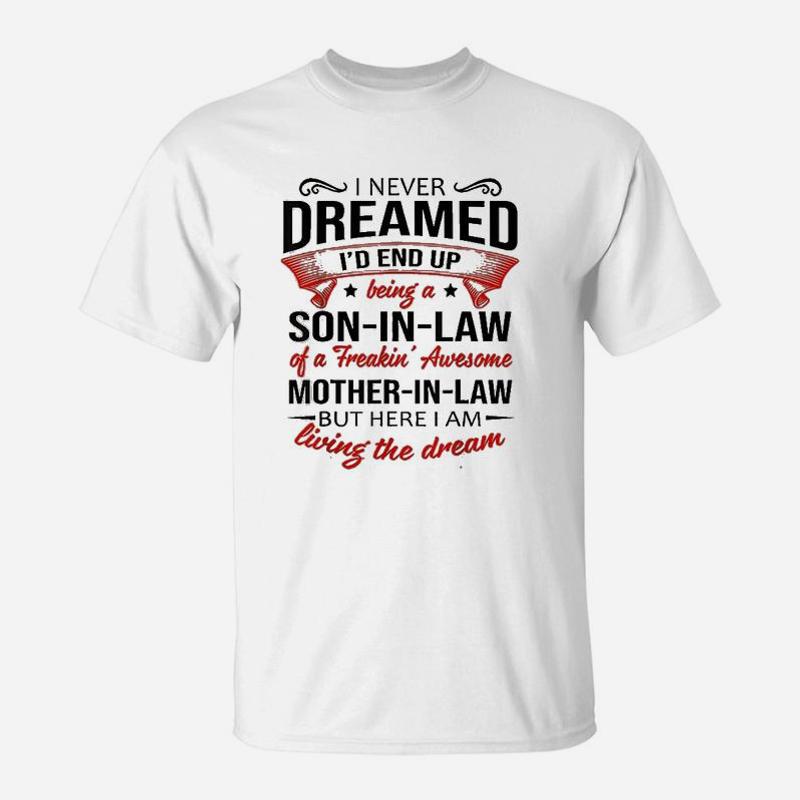 I NEVER
DREAMED
I'D END UP
being a
SON-IN-LAW
of a Freakin' Awesome
MOTHER-IN-LAW
BUT HERE I AM
living the dream